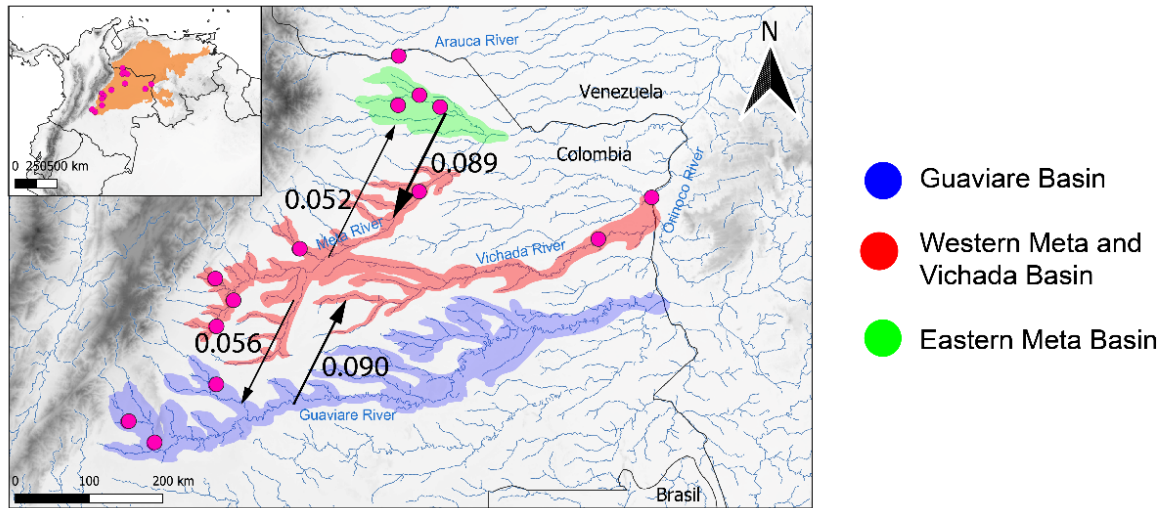 0 250500 km
Arauca River
N
Venezuela
Colombia
0.089
0.052
Meta River
Orinoco River
Vichada River
0.056
0.090
Guaviare River
0 100 200 km
Brasil
Guaviare Basin
Western Meta and
Vichada Basin
Eastern Meta Basin